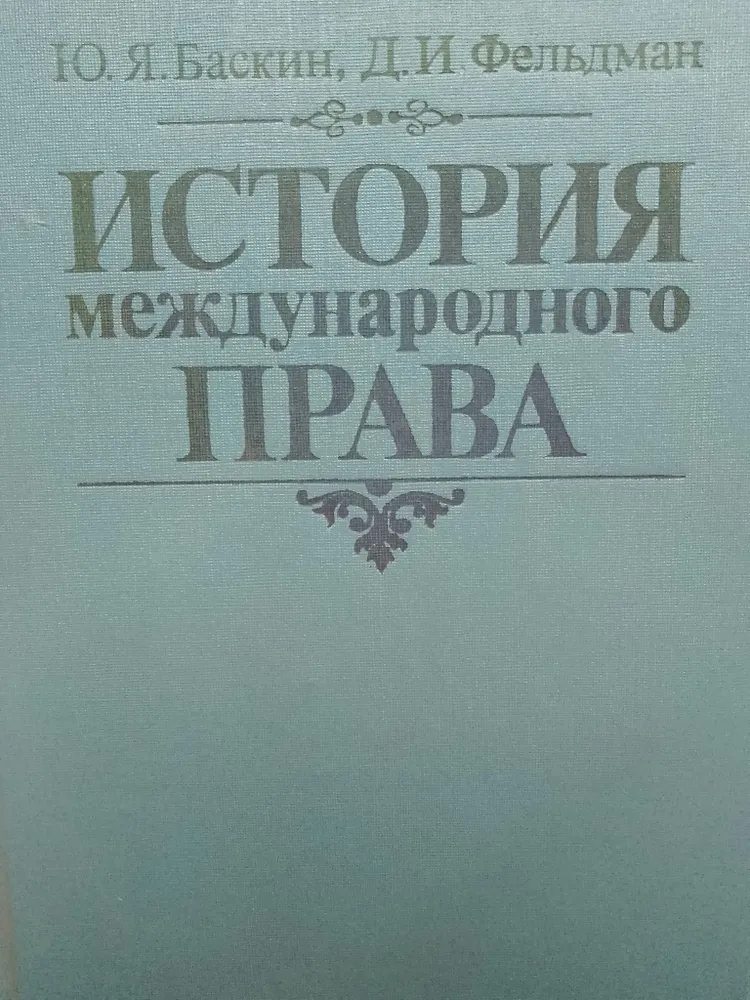 Ю. Я. Баскин, Д. И. Фельдман
ИСТОРИЯ
международного
ПРАВА